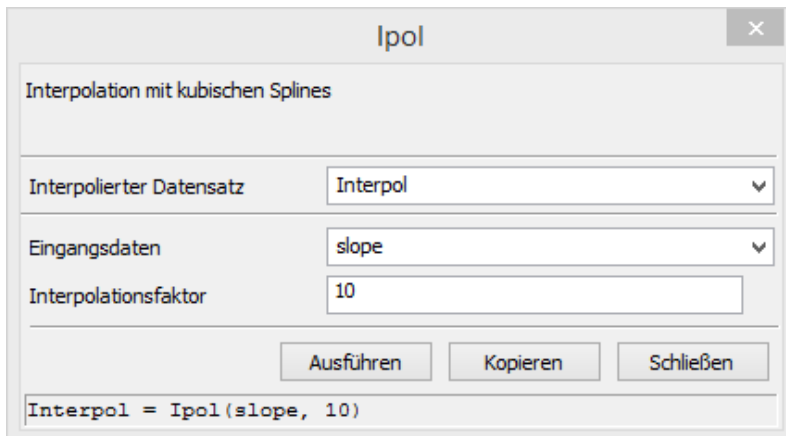 Ipol
Interpolation mit kubischen Splines
Interpolierter Datensatz Interpol
Eingangsdaten slope
Interpolationsfaktor 10
Ausführen Kopieren Schließen
Interpol = Ipol(slope, 10)